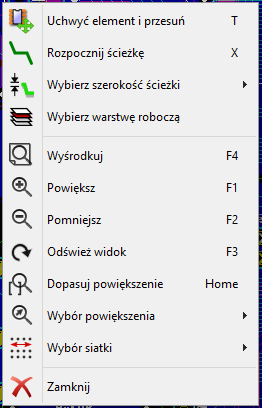 Uchwyć element i przesuń T
Rozpocznij ścieżkę X
Wybierz szerokość ścieżki
Wybierz warstwę roboczą
Wyśrodkuj F4
Powiększ F1
Pomniejsz F2
Odśwież widok F3
Dopasuj powiększenie Home
Wybór powiększenia
Wybór siatki
Zamknij